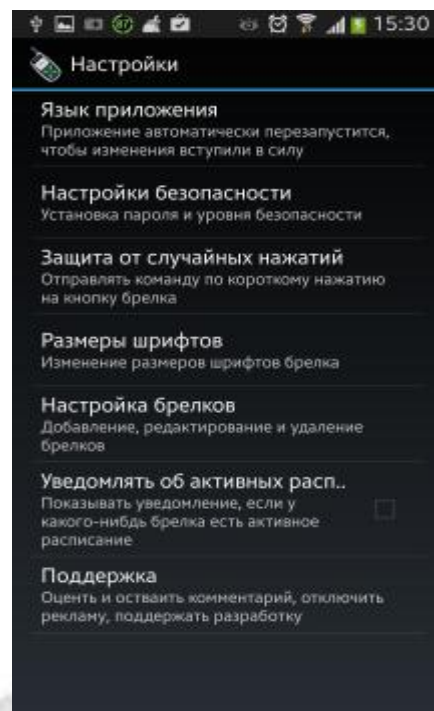 87 15:30
Настройки
Язык приложения
Приложение автоматически перезапустится,
чтобы изменения вступили в силу
Настройки безопасности
Установка пароля и уровня безопасности
Защита от случайных нажатий
Отправлять команду по короткому нажатию
на кнопку брелка
Размеры шрифтов
Изменение размеров шрифтов брелка
Настройка брелков
Добавление, редактирование и удаление
брелков
Уведомлять об активных расп..
Показывать уведомление, если у
какого-нибдь брелка есть активное
расписание
Поддержка
Оценть и оставить комментарий, отключить
рекламу, поддержать разработку